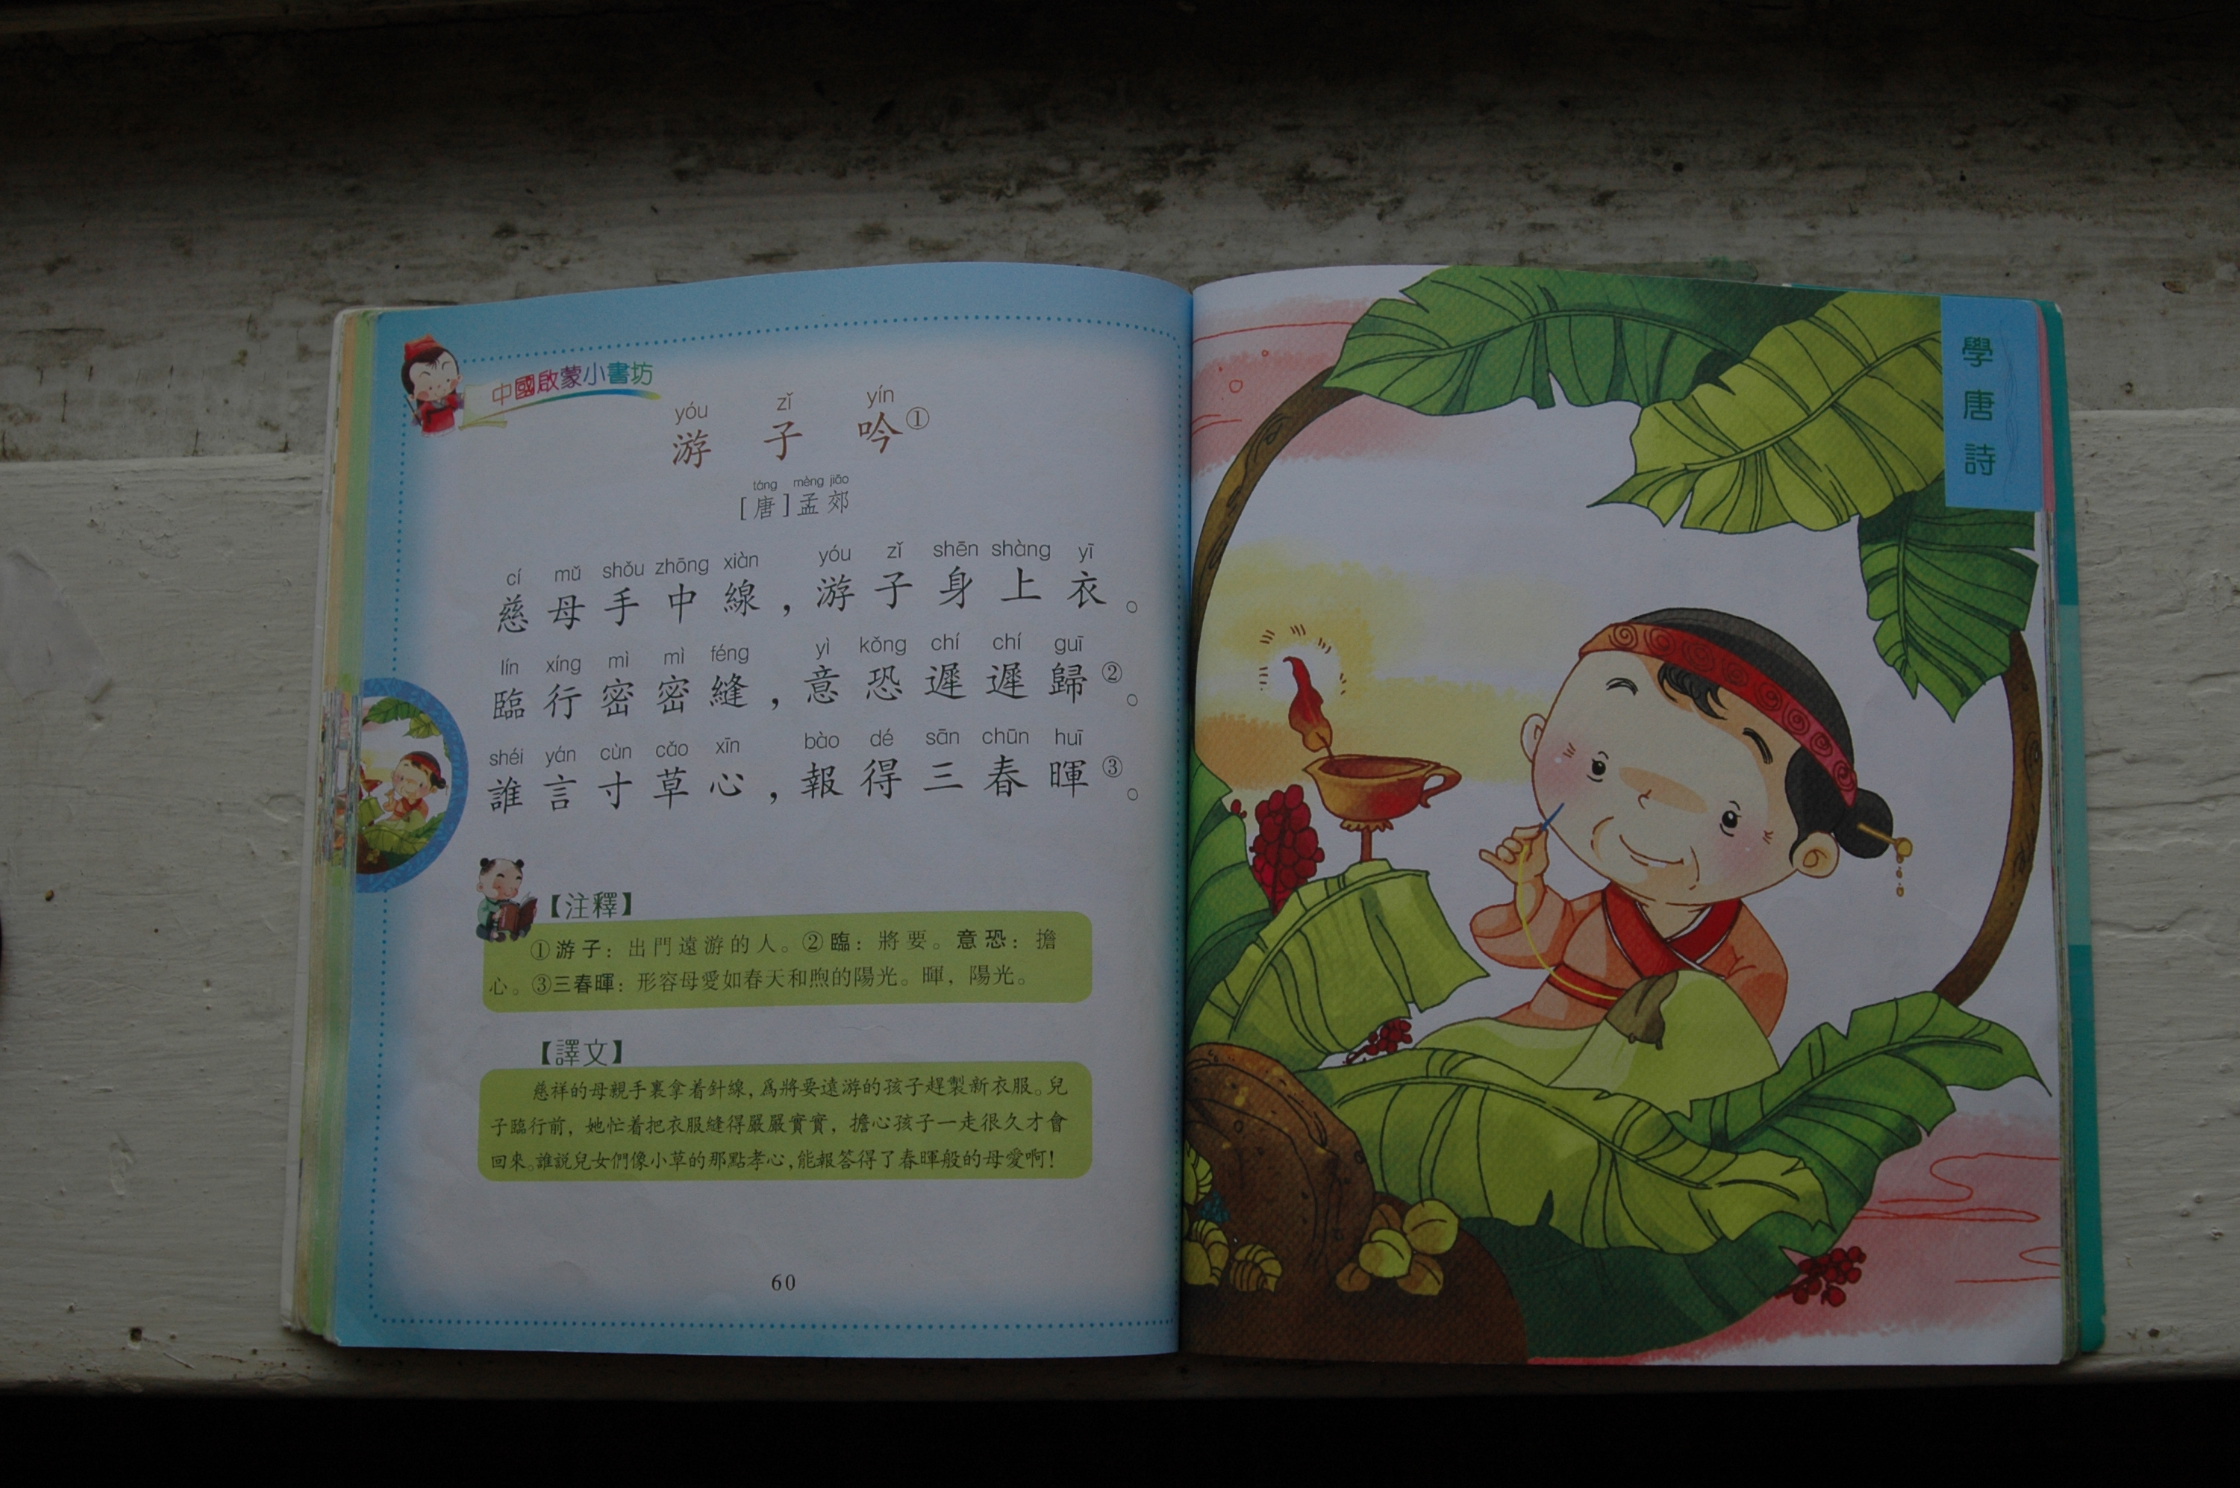 中國啟蒙小書坊
yóu zǐ yín
游子吟①
táng mèng jiāo
[唐]孟郊
cí mǔ shǒu zhōng xiàn yóu zǐ shēn shàng yī
慈母手中線，游子身上衣。
lín xíng mì mì féng yì kǒng chí chí guī
臨行密密縫，意恐遲遲歸②。
shéi yán cùn cǎo xīn bào dé sān chūn huī
誰言寸草心，報得三春暉③。
【注釋】
①游子：出門遠游的人。②臨：將要。意恐：擔
心。③三春暉：形容母愛如春天和煦的陽光。暉，陽光。
【譯文】
慈祥的母親手裏拿着針線，爲將要遠游的孩子趕製新衣服。兒
子臨行前，她忙着把衣服縫得嚴嚴實實，擔心孩子一走很久才會
回來。誰説兒女們像小草的那點孝心，能報答得了春暉般的母愛啊！
60
學唐詩